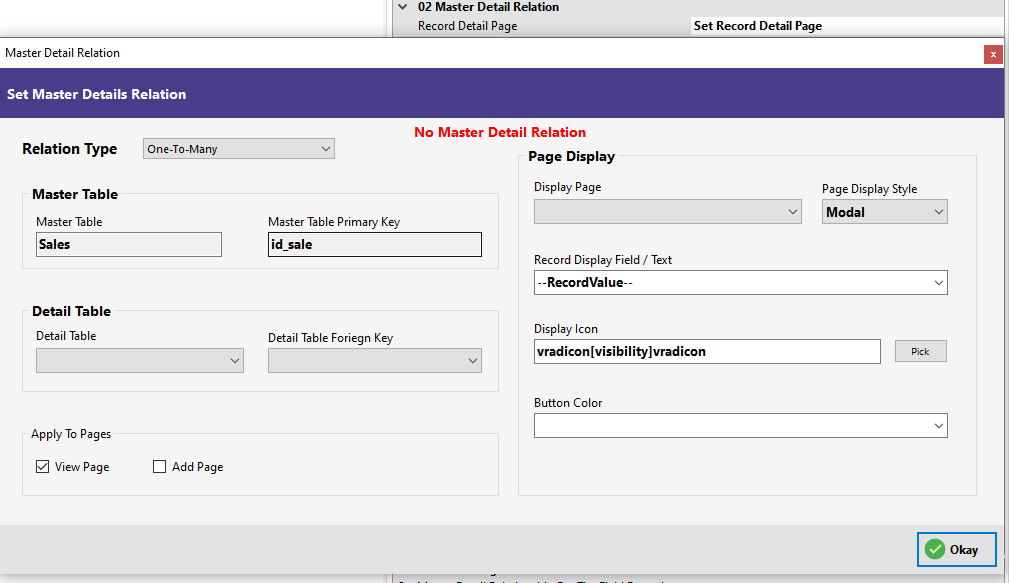 02 Master Detail Relation
Record Detail Page
Set Record Detail Page
Master Detail Relation
x
Set Master Details Relation
No Master Detail Relation
Relation Type
One-To-Many
Master Table
Master Table
Master Table Primary Key
Sales
id_sale
Detail Table
Detail Table
Detail Table Foriegn Key
Apply To Pages
View Page
Add Page
Page Display
Display Page
Page Display Style
Modal
Record Display Field / Text
--RecordValue--
Display Icon
vradicon[visibility]vradicon
Pick
Button Color
Okay